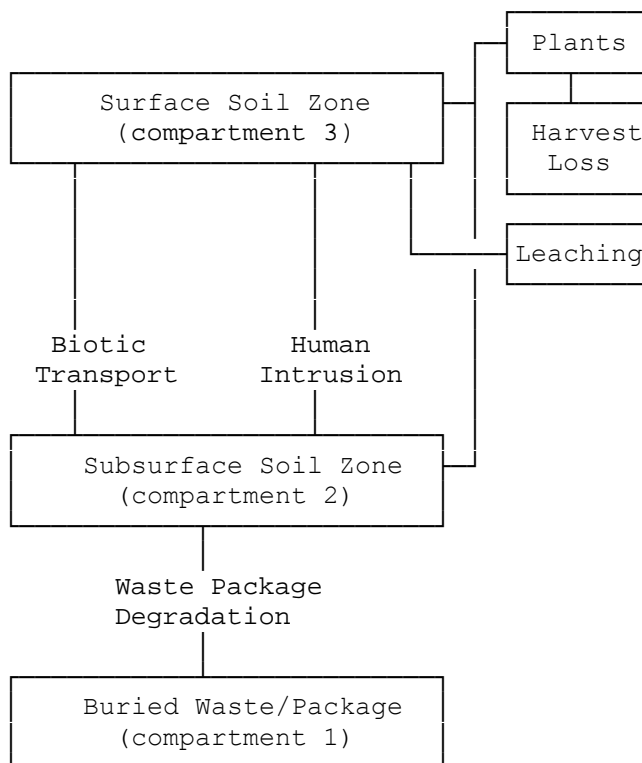 Plants
Surface Soil Zone
(compartment 3)
Harvest
Loss
Leaching
Biotic
Transport
Human
Intrusion
Subsurface Soil Zone
(compartment 2)
Waste Package
Degradation
Buried Waste/Package
(compartment 1)